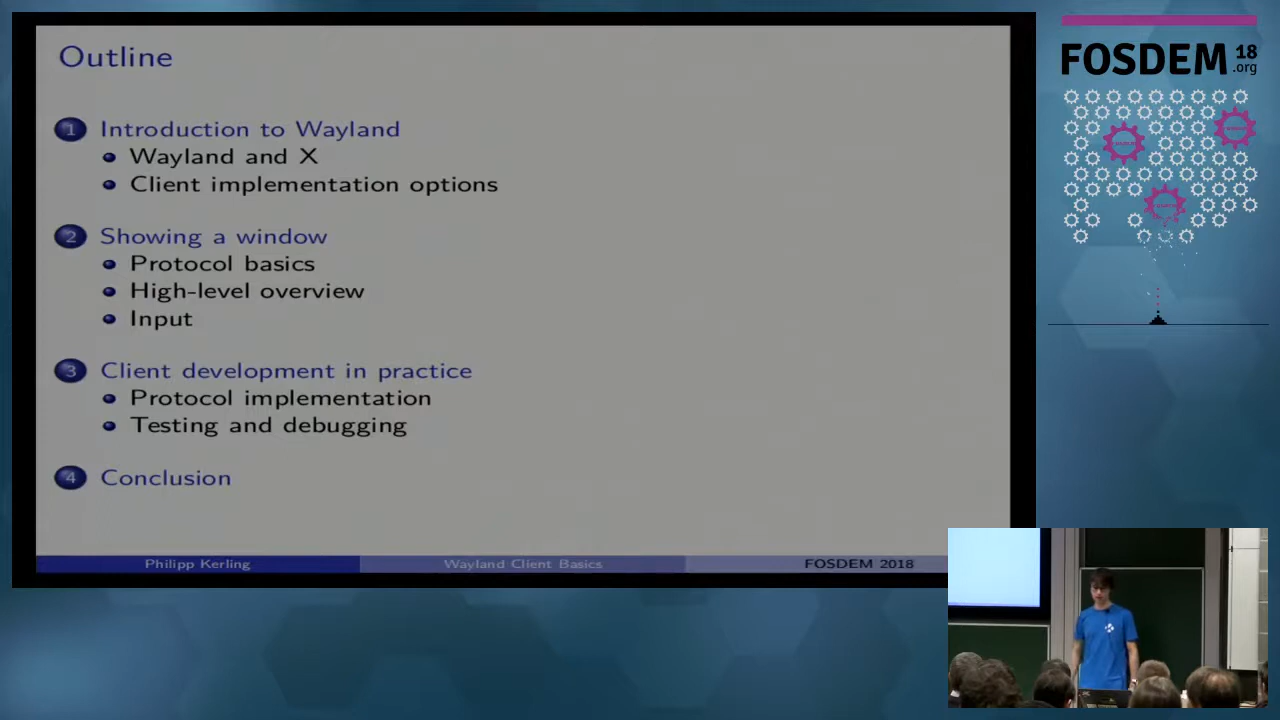 Outline
1 Introduction to Wayland
Wayland and X
Client implementation options
2 Showing a window
Protocol basics
High-level overview
Input
3 Client development in practice
Protocol implementation
Testing and debugging
4 Conclusion
Philipp Kerling
Wayland Client Basics
FOSDEM 2018
FOSDEM 18
.org